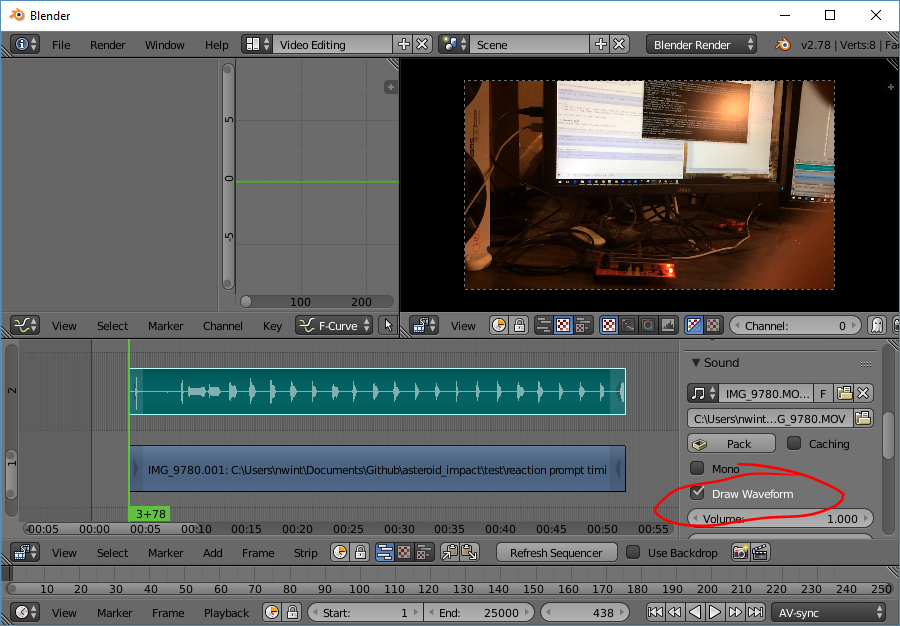 Blender
File Render Window Help Video Editing Scene Blender Render v2.78 | Verts:8 | Fa
5
0
-5
100 200
View Select Marker Channel Key F-Curve View Channel: 0
Sound
2
IMG_9780.MO... F
C:\Users\nwint...G_9780.MOV
Pack Caching
Mono
1
IMG_9780.001: C:\Users\nwint\Documents\Github\asteroid_impact\test\reaction prompt timi
Draw Waveform
3+78
Volume: 1.000
-00:05 00:00 00:05 00:10 00:15 00:20 00:25 00:30 00:35 00:40 00:45 00:50 00:55
View Select Marker Add Frame Strip Refresh Sequencer Use Backdrop
10 20 30 40 50 60 70 80 90 100 110 120 130 140 150 160 170 180 190 200 210 220 230 240 250
View Marker Frame Playback Start: 1 End: 25000 438 AV-sync